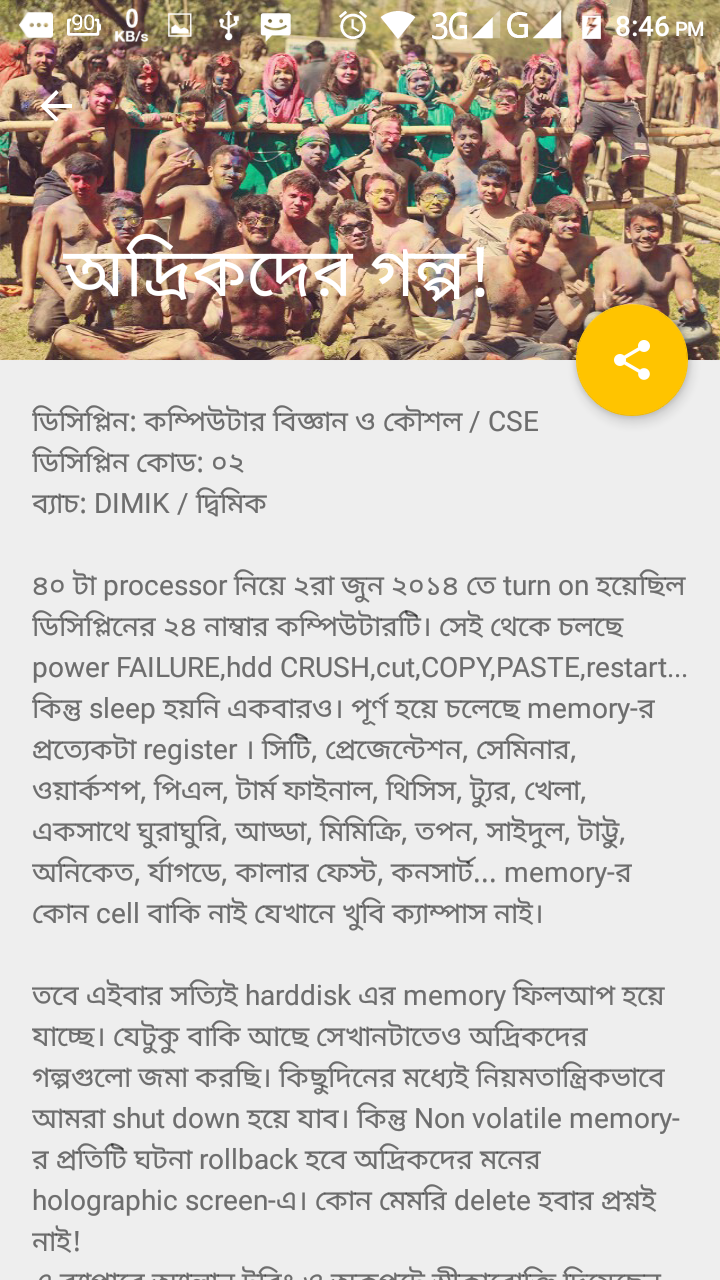 90
0
KB/s
3G
G
8:46 PM
অদ্রিকদের গল্প!
ডিসিপ্লিন: কম্পিউটার বিজ্ঞান ও কৌশল / CSE
ডিসিপ্লিন কোড: ০২
ব্যাচ: DIMIK / দ্বিমিক
৪০ টা processor নিয়ে ২রা জুন ২০১৪ তে turn on হয়েছিল
ডিসিপ্লিনের ২৪ নাম্বার কম্পিউটারটি। সেই থেকে চলছে
power FAILURE,hdd CRUSH,cut,COPY,PASTE,restart...
কিন্তু sleep হয়নি একবারও। পূর্ণ হয়ে চলেছে memory-র
প্রত্যেকটা register । সিটি, প্রেজেন্টেশন, সেমিনার,
ওয়ার্কশপ, পিএল, টার্ম ফাইনাল, থিসিস, ট্যুর, খেলা,
একসাথে ঘুরাঘুরি, আড্ডা, মিমিক্রি, তপন, সাইদুল, টাট্টু,
অনিকেত, র্যাগডে, কালার ফেস্ট, কনসার্ট... memory-র
কোন cell বাকি নাই যেখানে খুবি ক্যাম্পাস নাই।
তবে এইবার সত্যিই harddisk এর memory ফিলআপ হয়ে
যাচ্ছে। যেটুকু বাকি আছে সেখানটাতেও অদ্রিকদের
গল্পগুলো জমা করছি। কিছুদিনের মধ্যেই নিয়মতান্ত্রিকভাবে
আমরা shut down হয়ে যাব। কিন্তু Non volatile memory-
র প্রতিটি ঘটনা rollback হবে অদ্রিকদের মনের
holographic screen-এ। কোন মেমরি delete হবার প্রশ্নই
নাই!